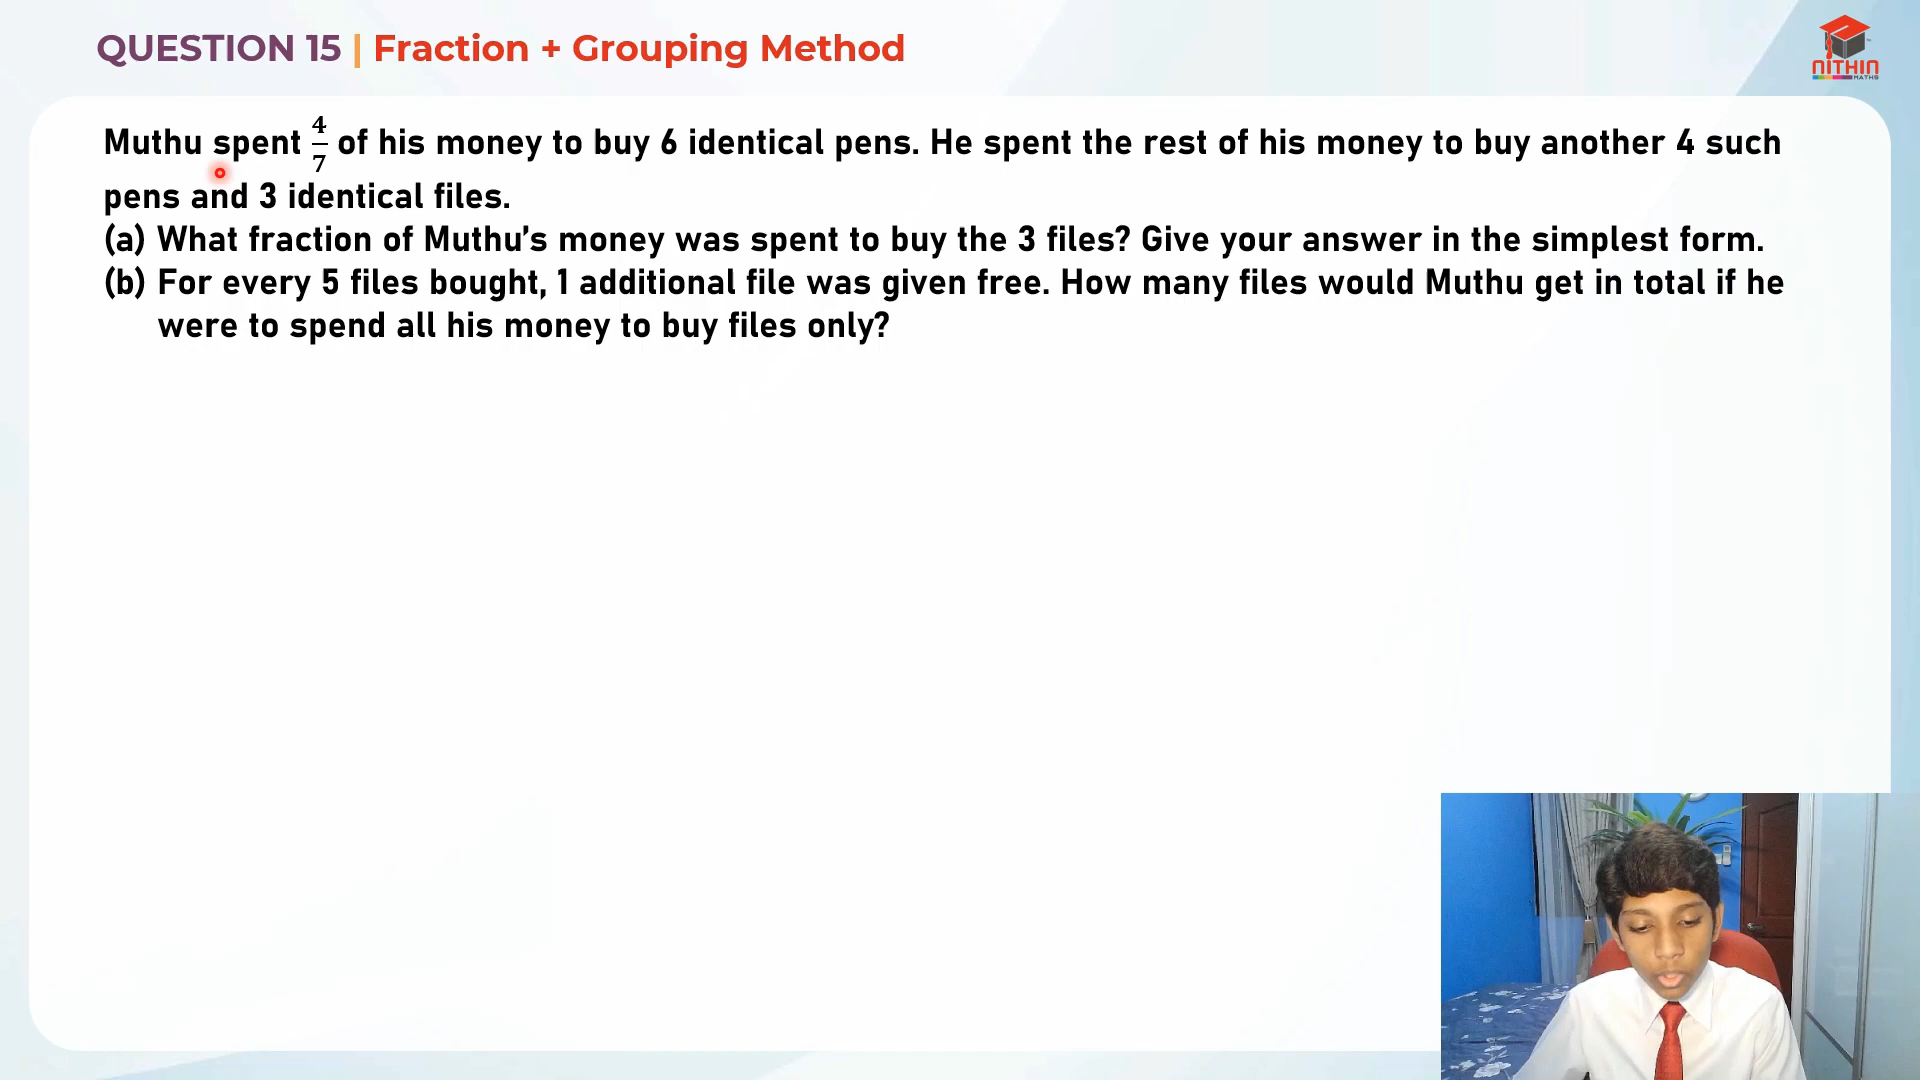 QUESTION 15 | Fraction + Grouping Method
NITHIN
MATHS
Muthu spent 4/7 of his money to buy 6 identical pens. He spent the rest of his money to buy another 4 such
pens and 3 identical files.
(a) What fraction of Muthu’s money was spent to buy the 3 files? Give your answer in the simplest form.
(b) For every 5 files bought, 1 additional file was given free. How many files would Muthu get in total if he
were to spend all his money to buy files only?